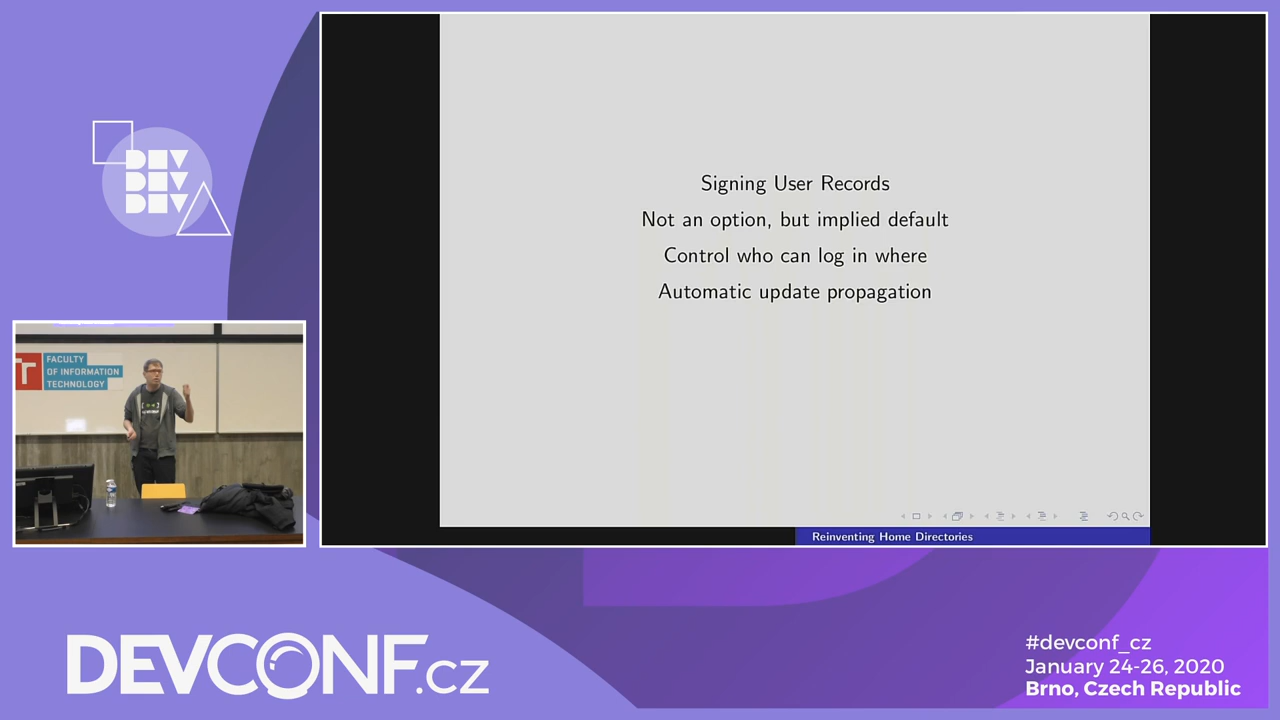 DEV
DEV
DEV
Signing User Records
Not an option, but implied default
Control who can log in where
Automatic update propagation
Reinventing Home Directories
FACULTY
OF INFORMATION
TECHNOLOGY
DEVCONF.cz
#devconf_cz
January 24-26, 2020
Brno, Czech Republic